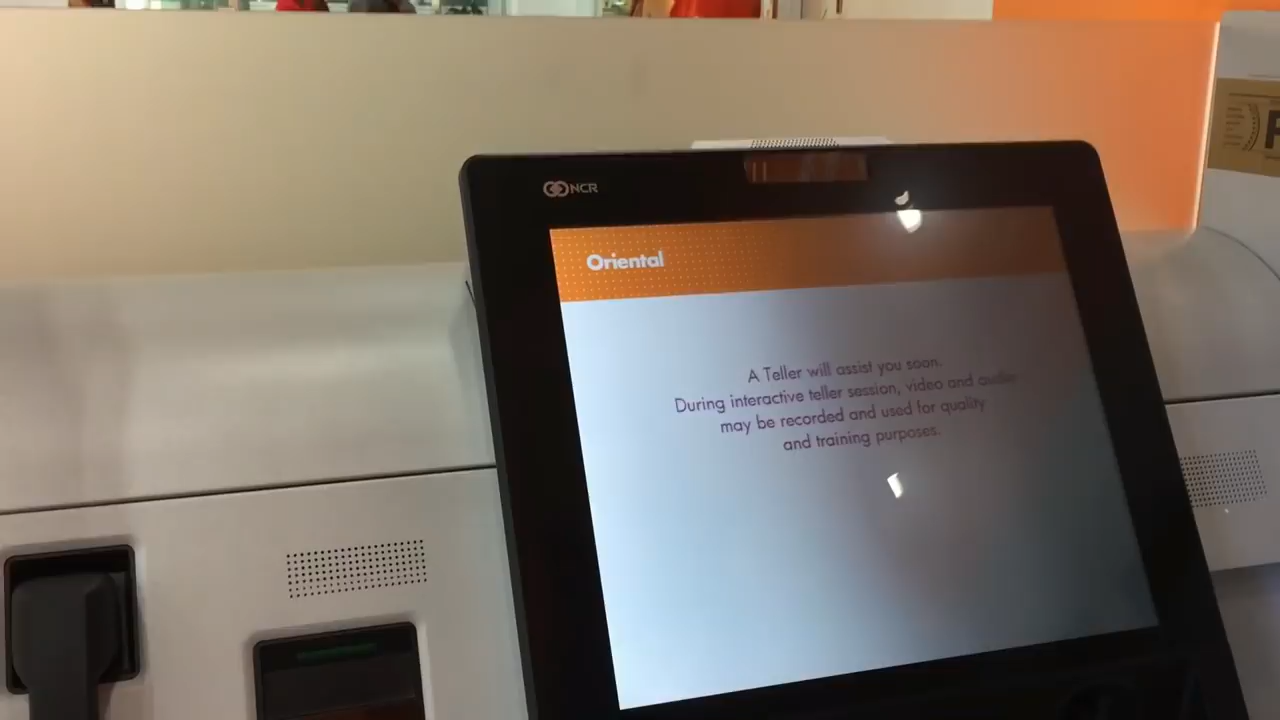 NCR
Oriental
A Teller will assist you soon.
During interactive teller session, video and audio
may be recorded and used for quality
and training purposes.